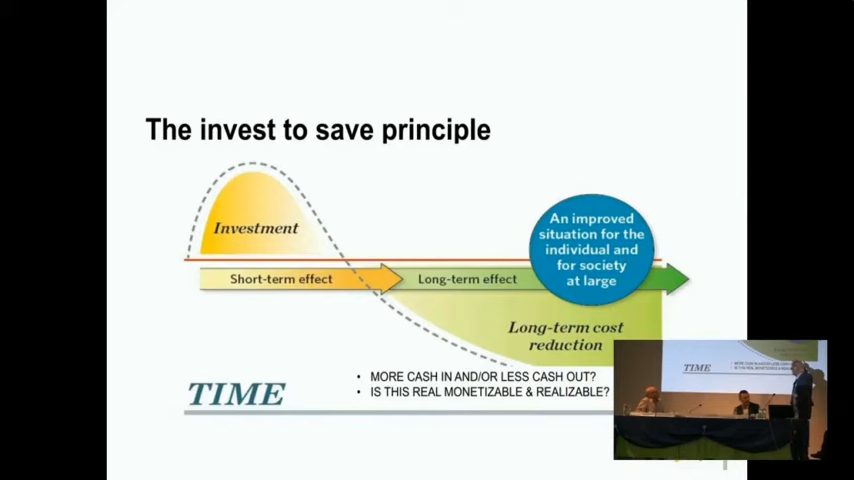 The invest to save principle
Investment
An improved
situation for the
individual and
for society
at large
Short-term effect
Long-term effect
Long-term cost
reduction
TIME
• MORE CASH IN AND/OR LESS CASH OUT?
• IS THIS REAL MONETIZABLE & REALIZABLE?
TIME